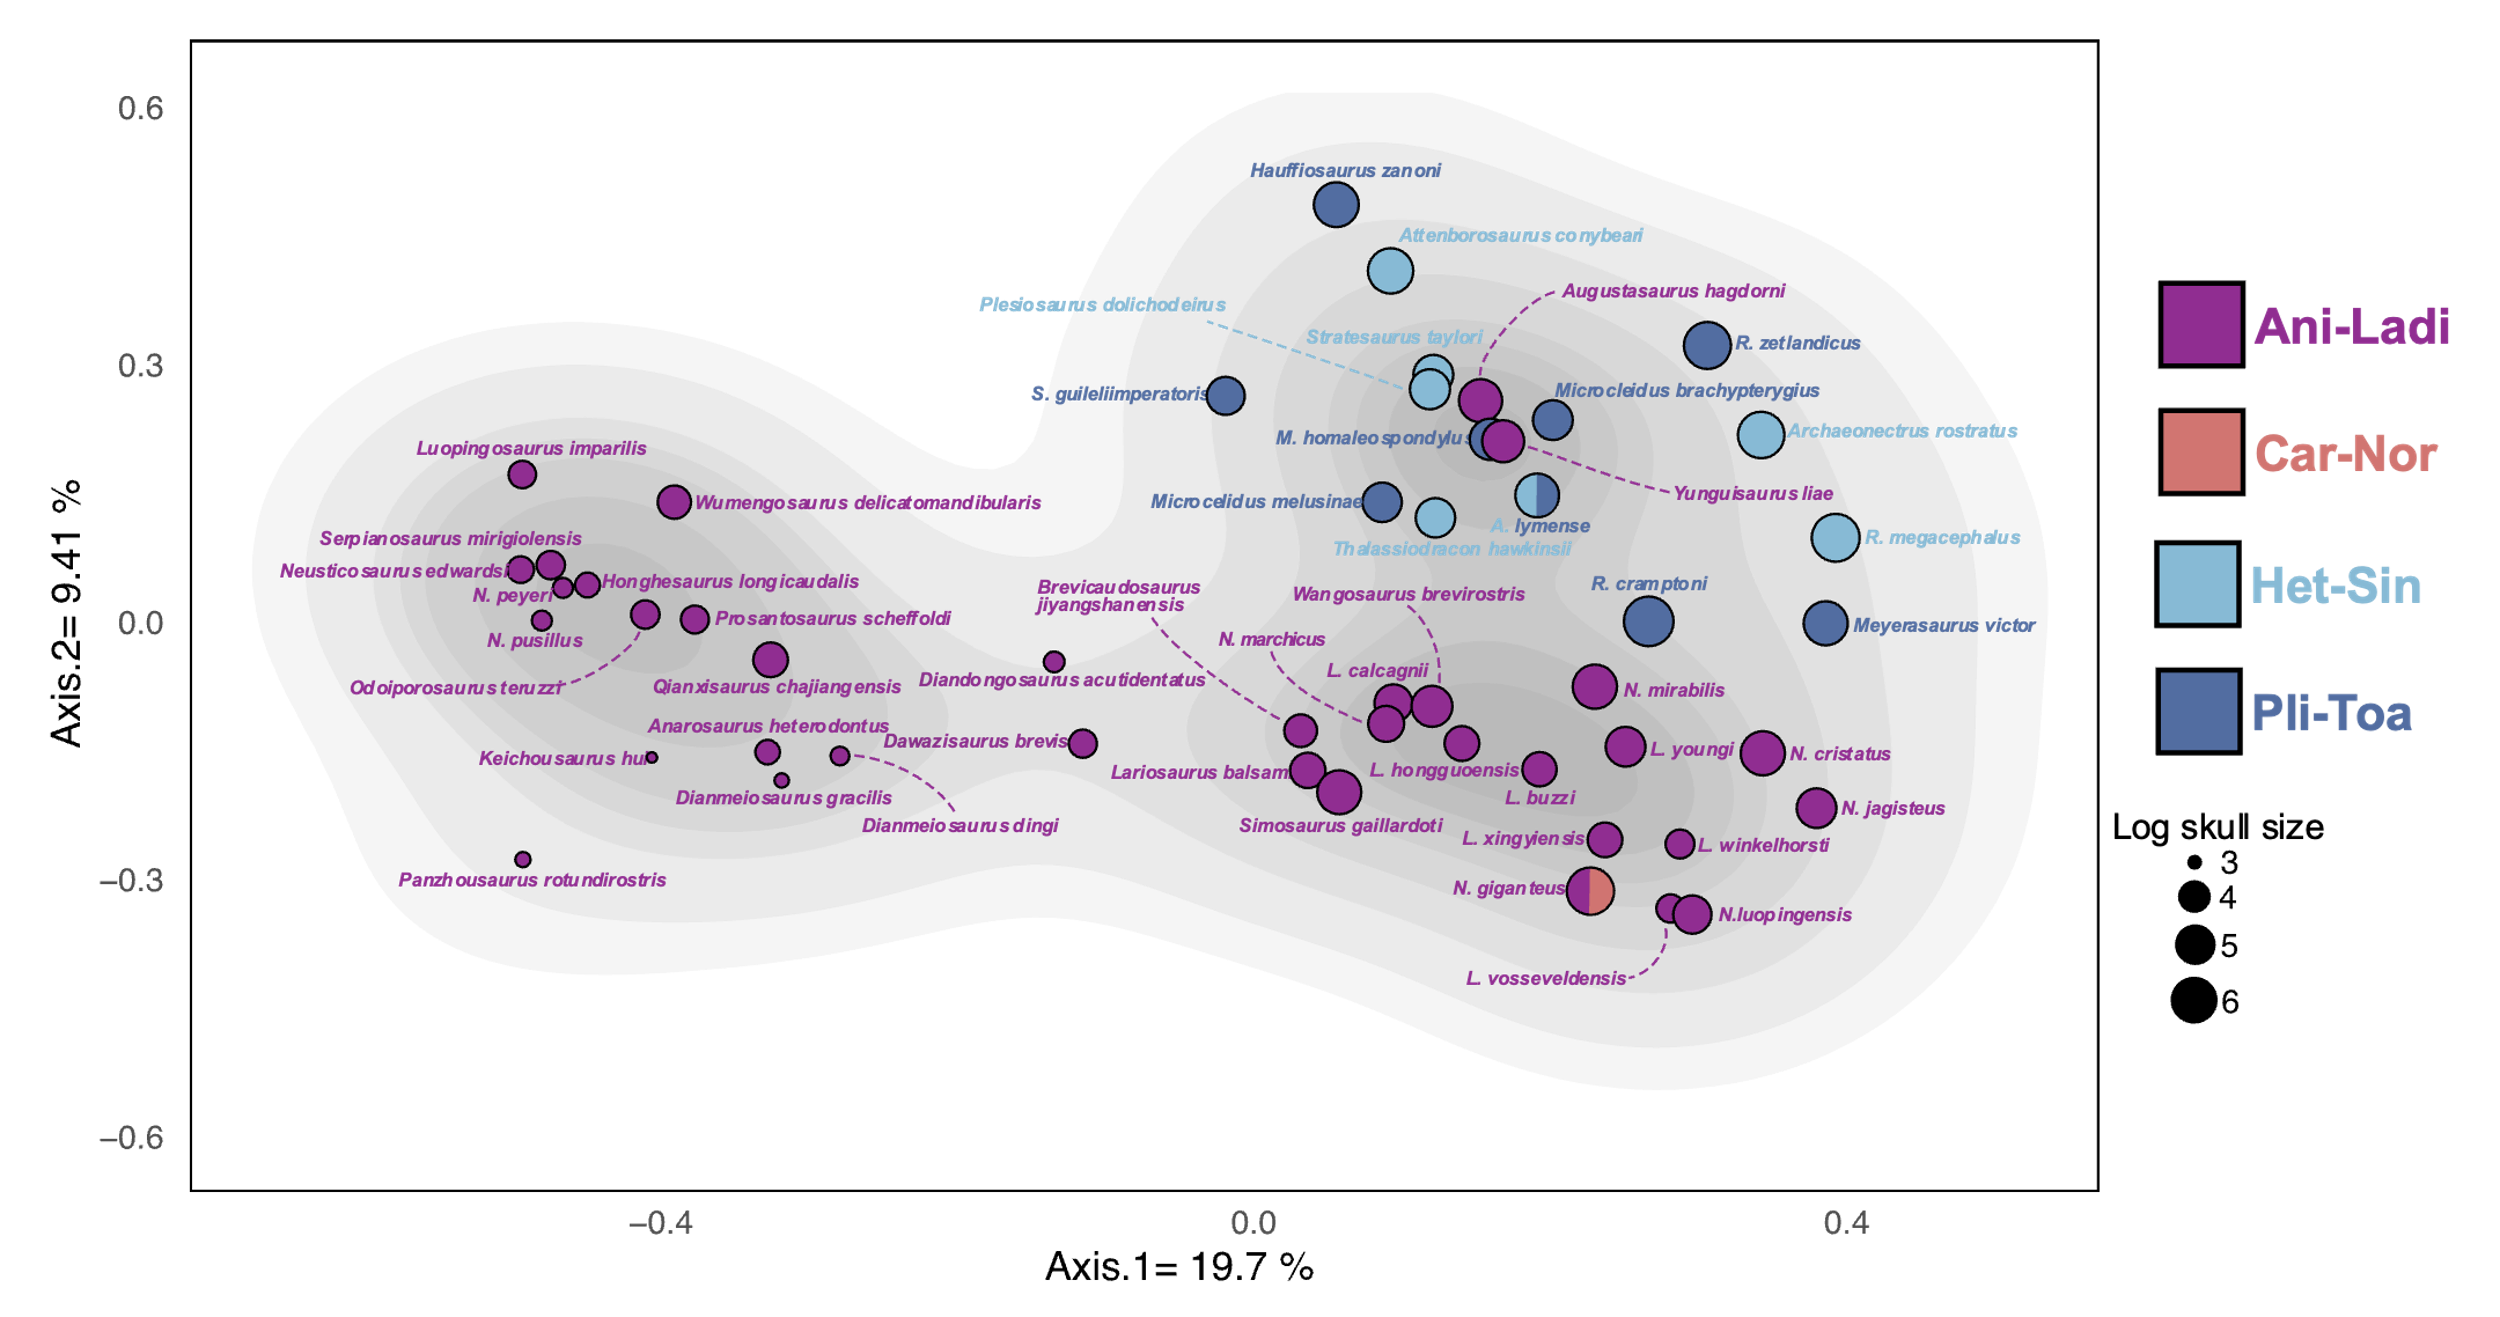 0.6
0.3
0.0
−0.3
−0.6
Axis.2= 9.41 %
−0.4
0.0
0.4
Axis.1= 19.7 %
Hauffiosaurus zanoni
Attenborosaurus conybeari
Plesiosaurus dolichodeirus
Augustasaurus hagdorni
Stratesaurus taylori
R. zetlandicus
S. guileliimperatoris
Microcleidus brachypterygius
M. homaleospondylus
Archaeonectrus rostratus
Luopingosaurus imparilis
Wumengosaurus delicatomandibularis
Microcelidus melusinae
Yunguisaurus liae
A. lymense
Serpianosaurus mirigiolensis
Thalassiodracon hawkinsii
R. megacephalus
Neusticosaurus edwardsi
Honghesaurus longicaudalis
Brevicaudosaurus
jiyangshanensis
R. cramptoni
N. peyeri
Wangosaurus brevirostris
Prosantosaurus scheffoldi
Meyerasaurus victor
N. pusillus
N. marchicus
L. calcagnii
Odoiporosaurus teruzzi
Qianxisaurus chajiangensis
Diandongosaurus acutidentatus
N. mirabilis
Anarosaurus heterodontus
Dawazisaurus brevis
L. youngi
N. cristatus
Keichousaurus hui
Lariosaurus balsami
L. hongguoensis
Dianmeiosaurus gracilis
L. buzzi
N. jagisteus
Dianmeiosaurus dingi
Simosaurus gaillardoti
L. xingyiensis
L. winkelhorsti
Panzhousaurus rotundirostris
N. giganteus
N.luopingensis
L. vosseveldensis
Ani-Ladi
Car-Nor
Het-Sin
Pli-Toa
Log skull size
3
4
5
6